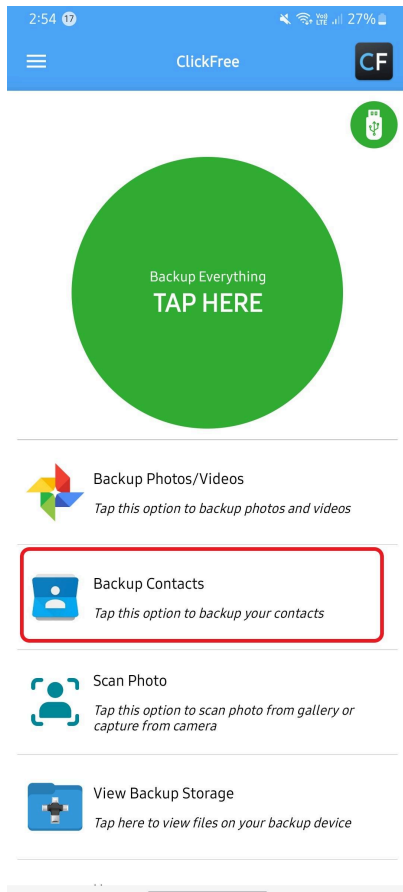 2:54 17 Vo)) LTE 27%
ClickFree
CF
Backup Everything
TAP HERE
Backup Photos/Videos
Tap this option to backup photos and videos
Backup Contacts
Tap this option to backup your contacts
Scan Photo
Tap this option to scan photo from gallery or
capture from camera
View Backup Storage
Tap here to view files on your backup device